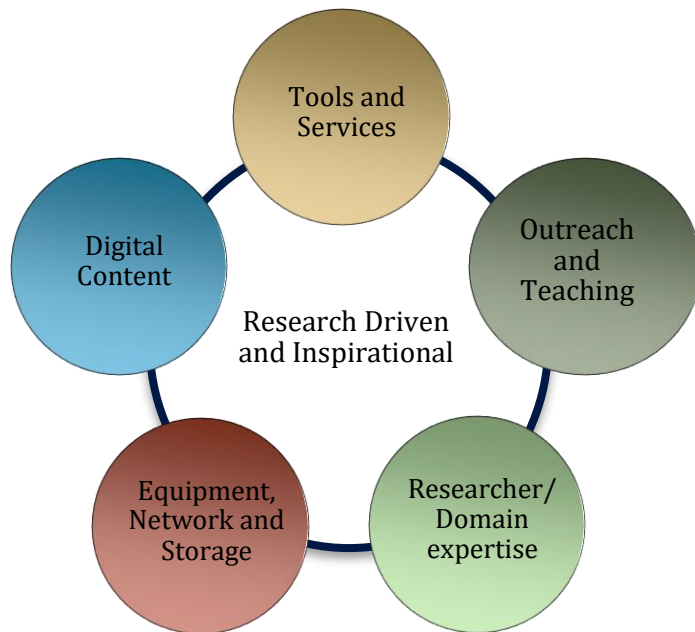 Tools and
Services
Digital
Content
Outreach
and
Teaching
Research Driven
and Inspirational
Equipment,
Network and
Storage
Researcher/
Domain
expertise